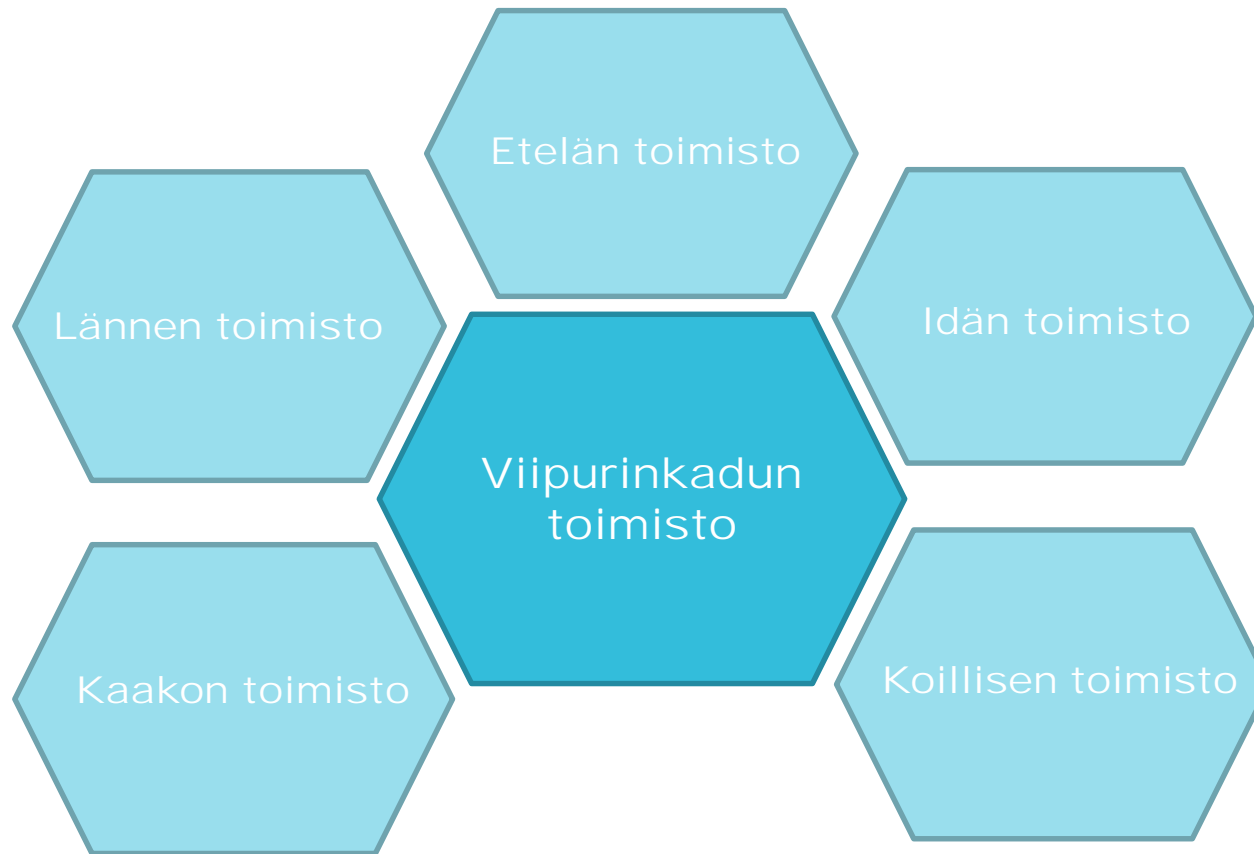 Etelän toimisto
Lännen toimisto
Idän toimisto
Viipurinkadun
toimisto
Kaakon toimisto
Koillisen toimisto